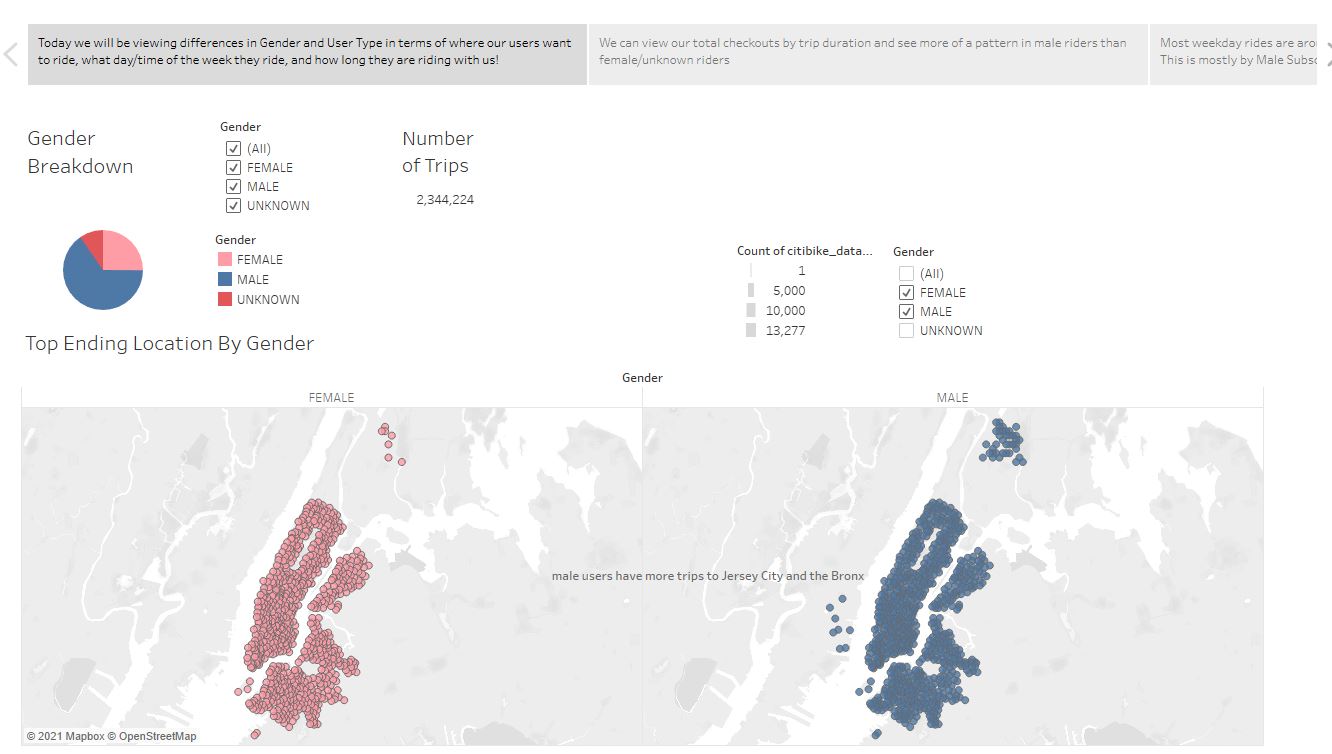 Today we will be viewing differences in Gender and User Type in terms of where our users want
to ride, what day/time of the week they ride, and how long they are riding with us!
We can view our total checkouts by trip duration and see more of a pattern in male riders than
female/unknown riders
Most weekday rides are
This is mostly by Male
Gender
Breakdown
Gender
(All)
FEMALE
MALE
UNKNOWN
Number
of Trips
2,344,224
Gender
FEMALE
MALE
UNKNOWN
Count of citibike_data...
1
5,000
10,000
13,277
Gender
(All)
FEMALE
MALE
UNKNOWN
Top Ending Location By Gender
Gender
FEMALE
MALE
male users have more trips to Jersey City and the Bronx
© 2021 Mapbox © OpenStreetMap